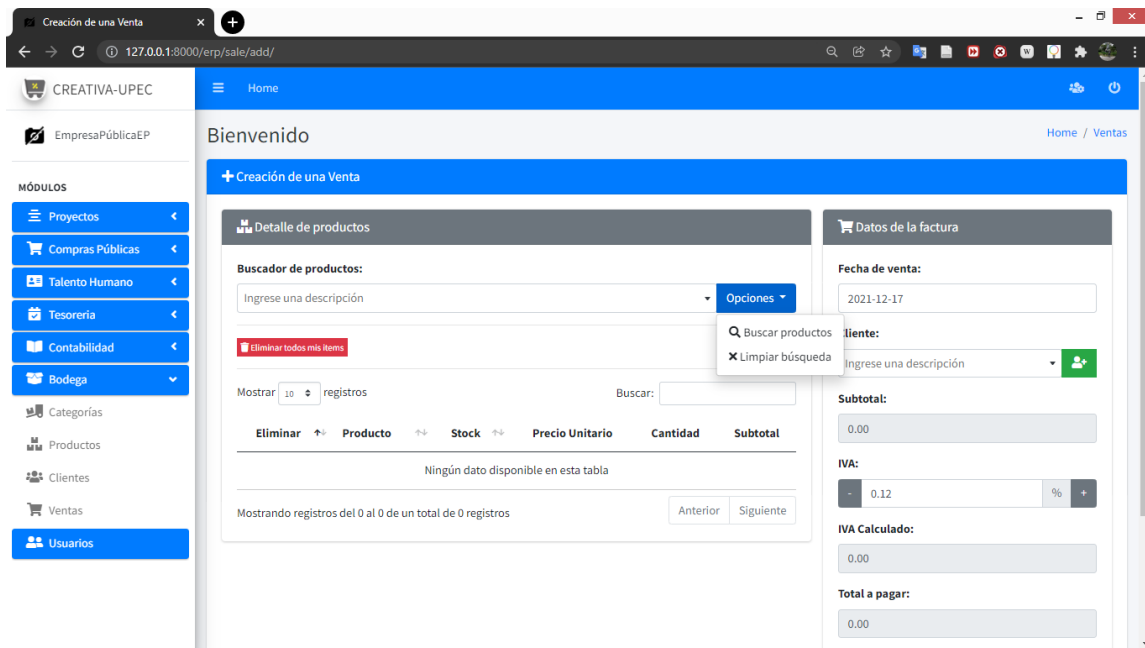 Creación de una Venta
127.0.0.1:8000/erp/sale/add/
CREATIVA-UPEC
Home
EmpresaPúblicaEP
Bienvenido
Home / Ventas
MÓDULOS
Proyectos
Compras Públicas
Talento Humano
Tesoreria
Contabilidad
Bodega
Categorías
Productos
Clientes
Ventas
Usuarios
Creación de una Venta
Detalle de productos
Buscador de productos:
Ingrese una descripción
Opciones
Buscar productos
Limpiar búsqueda
Eliminar todos mis items
Mostrar 10 registros
Buscar:
Eliminar Producto Stock Precio Unitario Cantidad Subtotal
Ningún dato disponible en esta tabla
Mostrando registros del 0 al 0 de un total de 0 registros
Anterior Siguiente
Datos de la factura
Fecha de venta:
2021-12-17
Cliente:
Ingrese una descripción
Subtotal:
0.00
IVA:
- 0.12 % +
IVA Calculado:
0.00
Total a pagar:
0.00